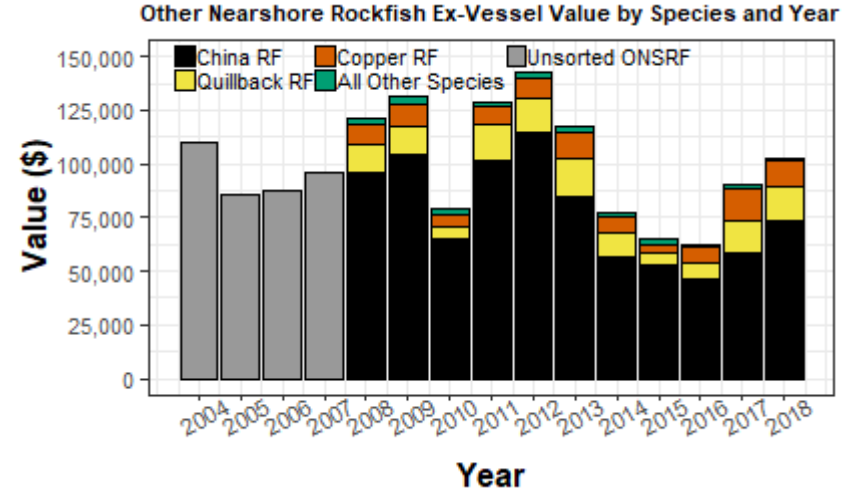 Other Nearshore Rockfish Ex-Vessel Value by Species and Year
China RF Copper RF Unsorted ONSRF
Quillback RF All Other Species
Value ($)
150,000
125,000
100,000
75,000
50,000
25,000
0
2004 2005 2006 2007 2008 2009 2010 2011 2012 2013 2014 2015 2016 2017 2018
Year